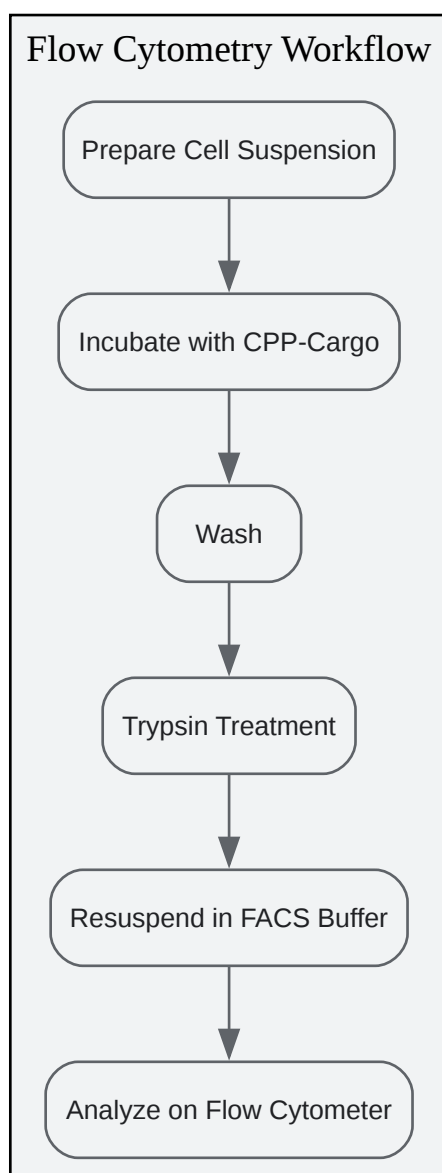 Flow Cytometry Workflow
Prepare Cell Suspension
Incubate with CPP-Cargo
Wash
Trypsin Treatment
Resuspend in FACS Buffer
Analyze on Flow Cytometer